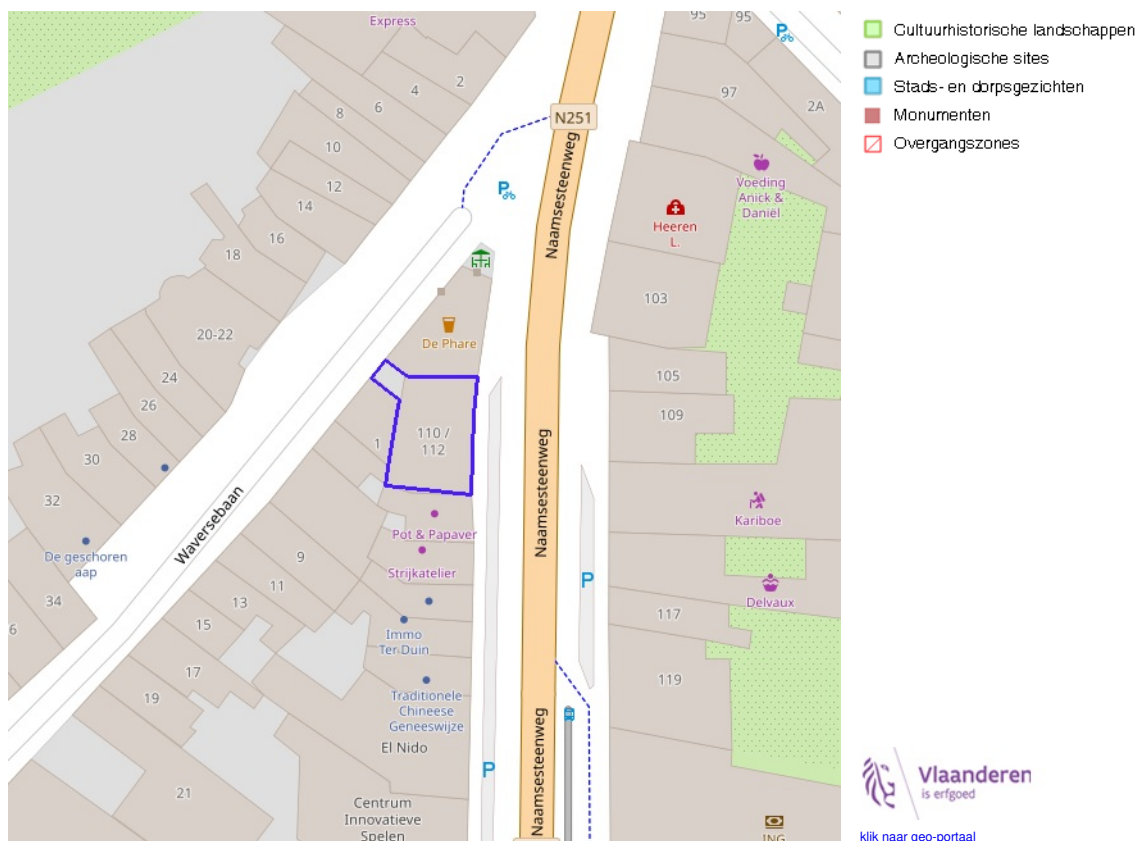 Express
2
4
6
8
10
12
14
16
18
20-22
24
26
28
30
32
34
6
De geschoren
aap
Waversebaan
N251
Naamsesteenweg
De Phare
110 /
112
1
Pot & Papaver
Strijkatelier
9
11
13
15
17
19
21
Immo
Ter Duin
Traditionele
Chinese
Geneeswijze
El Nido
Centrum
Innovatieve
Spelen
P
Naamsesteenweg
Naamsesteenweg
P
P
P
95
95
97
2A
Voeding
Anick &
Daniël
Heeren
L.
103
105
109
Kariboe
Delvaux
117
119
ING
Cultuurhistorische landschappen
Archeologische sites
Stads- en dorpsgezichten
Monumenten
Overgangszones
Vlaanderen
is erfgoed
klik naar geo-portaal